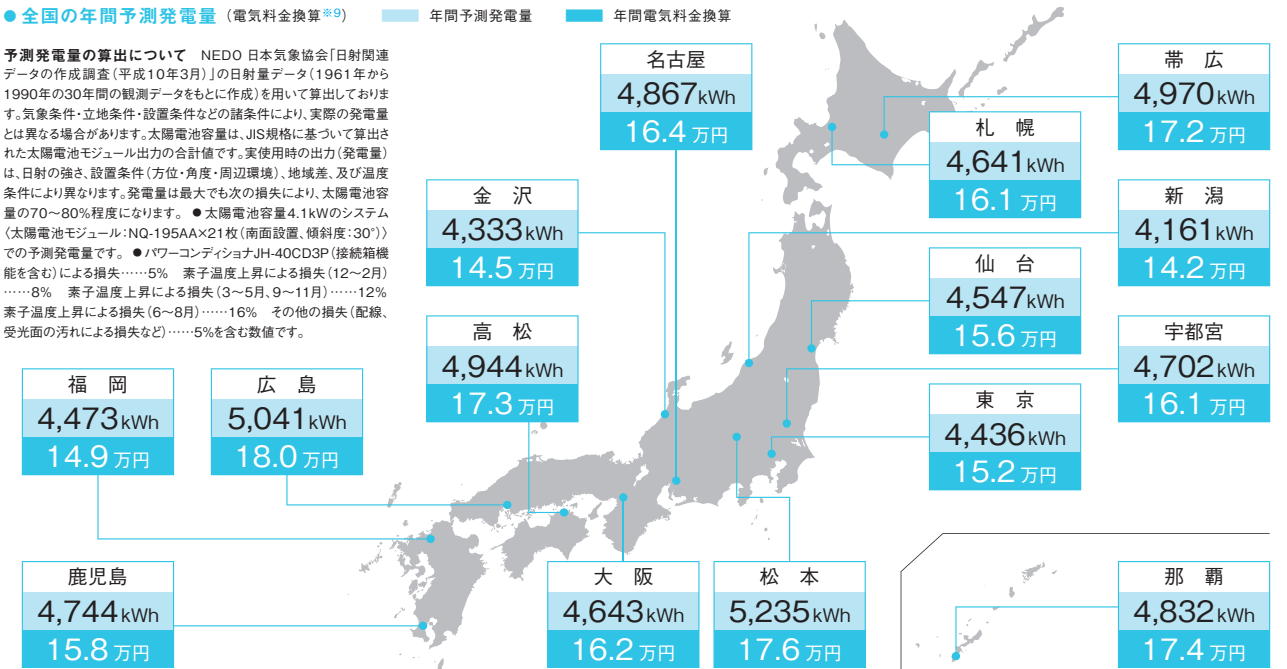 ●全国の年間予測発電量（電気料金換算※9） 年間予測発電量 年間電気料金換算
予測発電量の算出について NEDO 日本気象協会「日射関連
データの作成調査（平成10年3月）」の日射量データ（1961年から
1990年の30年間の観測データをもとに作成）を用いて算出しておりま
す。気象条件・立地条件・設置条件などの諸条件により、実際の発電量
とは異なる場合があります。太陽電池容量は、JIS規格に基づいて算出さ
れた太陽電池モジュール出力の合計値です。実使用時の出力（発電量）
は、日射の強さ、設置条件（方位・角度・周辺環境）、地域差、及び温度
条件により異なります。発電量は最大でも次の損失により、太陽電池容
量の70～80%程度になります。 ●太陽電池容量4.1kWのシステム
〈太陽電池モジュール：NQ-195AA×21枚（南面設置、傾斜度：30°）〉
での予測発電量です。 ●パワーコンディショナJH-40CD3P（接続箱機
能を含む）による損失……5% 素子温度上昇による損失（12～2月）
……8% 素子温度上昇による損失（3～5月、9～11月）……12%
素子温度上昇による損失（6～8月）……16% その他の損失（配線、
受光面の汚れによる損失など）……5%を含む数値です。
名古屋
4,867kWh
16.4万円
帯広
4,970kWh
17.2万円
札幌
4,641kWh
16.1万円
金沢
4,333kWh
14.5万円
新潟
4,161kWh
14.2万円
仙台
4,547kWh
15.6万円
高松
4,944kWh
17.3万円
宇都宮
4,702kWh
16.1万円
福岡
4,473kWh
14.9万円
広島
5,041kWh
18.0万円
東京
4,436kWh
15.2万円
鹿児島
4,744kWh
15.8万円
大阪
4,643kWh
16.2万円
松本
5,235kWh
17.6万円
那覇
4,832kWh
17.4万円